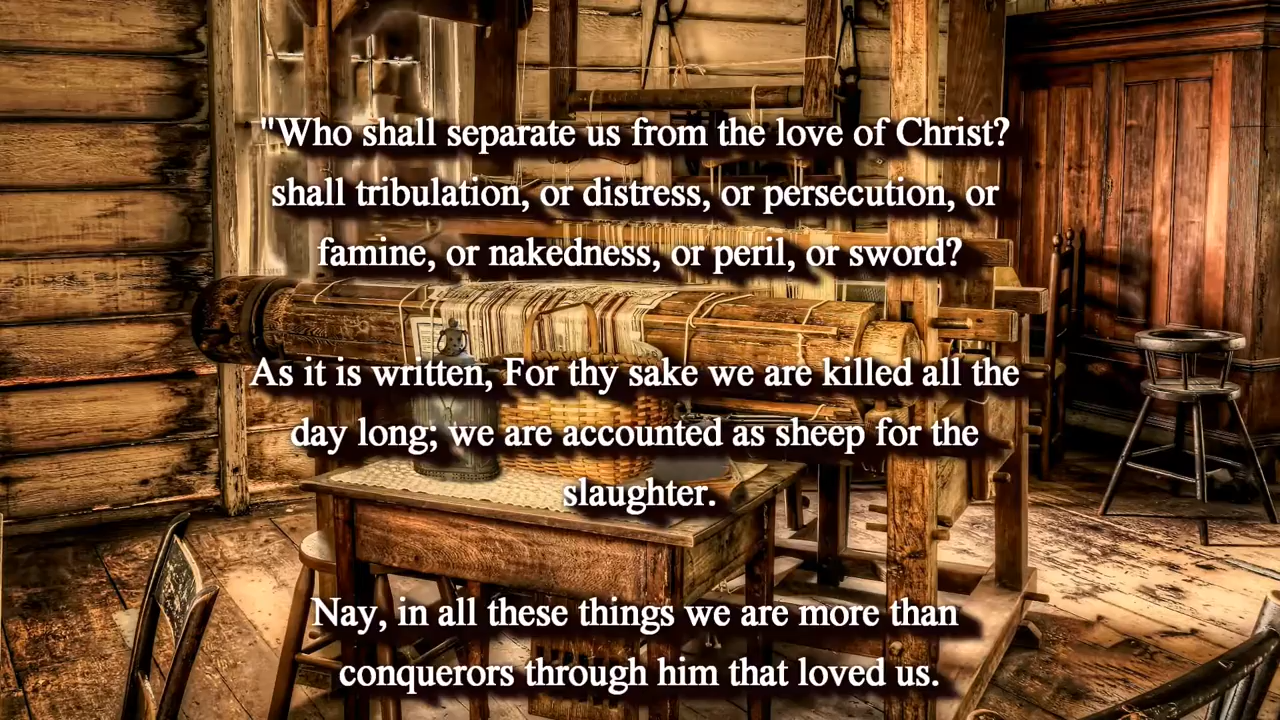 "Who shall separate us from the love of Christ?
shall tribulation, or distress, or persecution, or
famine, or nakedness, or peril, or sword?
As it is written, For thy sake we are killed all the
day long; we are accounted as sheep for the
slaughter.
Nay, in all these things we are more than
conquerors through him that loved us.